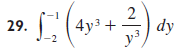 29. ∫_{-2}^{-1} (4y³ + 2/y³) dy